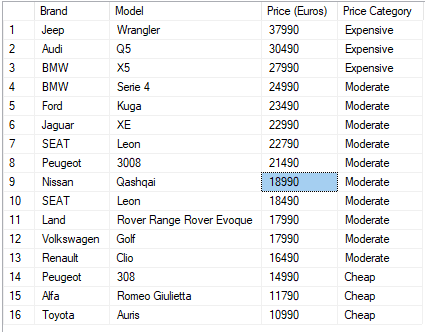 Brand Model Price (Euros) Price Category
1 Jeep Wrangler 37990 Expensive
2 Audi Q5 30490 Expensive
3 BMW X5 27990 Expensive
4 BMW Serie 4 24990 Moderate
5 Ford Kuga 23490 Moderate
6 Jaguar XE 22990 Moderate
7 SEAT Leon 22790 Moderate
8 Peugeot 3008 21490 Moderate
9 Nissan Qashqai 18990 Moderate
10 SEAT Leon 18490 Moderate
11 Land Rover Range Rover Evoque 17990 Moderate
12 Volkswagen Golf 17990 Moderate
13 Renault Clio 16490 Moderate
14 Peugeot 308 14990 Cheap
15 Alfa Romeo Giulietta 11790 Cheap
16 Toyota Auris 10990 Cheap